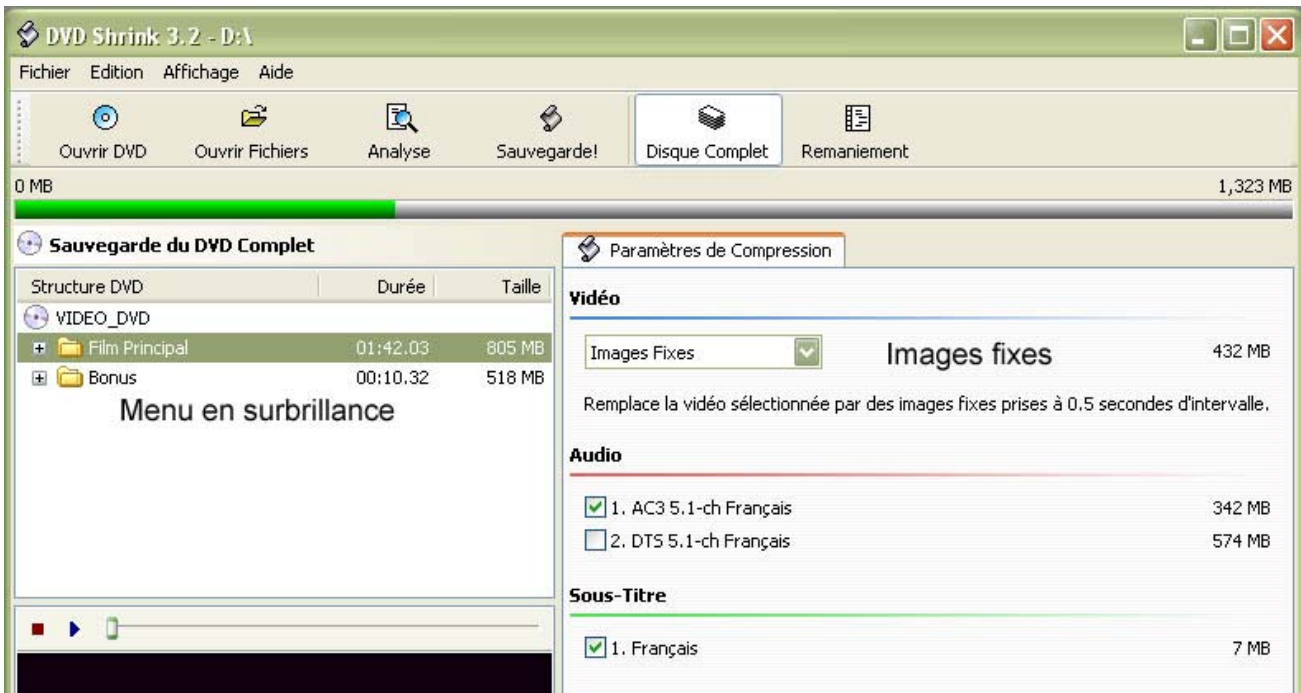 DVD Shrink 3.2 - D:\
Fichier Edition Affichage Aide
Ouvrir DVD Ouvrir Fichiers Analyse Sauvegarde! Disque Complet Remaniement
0 MB 1,323 MB
Sauvegarde du DVD Complet
Structure DVD Durée Taille
VIDEO_DVD
Film Principal 01:42.03 805 MB
Bonus 00:10.32 518 MB
Menu en surbrillance
Paramètres de Compression
Vidéo
Images Fixes Images fixes 432 MB
Remplace la vidéo sélectionnée par des images fixes prises à 0.5 secondes d'intervalle.
Audio
1. AC3 5.1-ch Français 342 MB
2. DTS 5.1-ch Français 574 MB
Sous-Titre
1. Français 7 MB